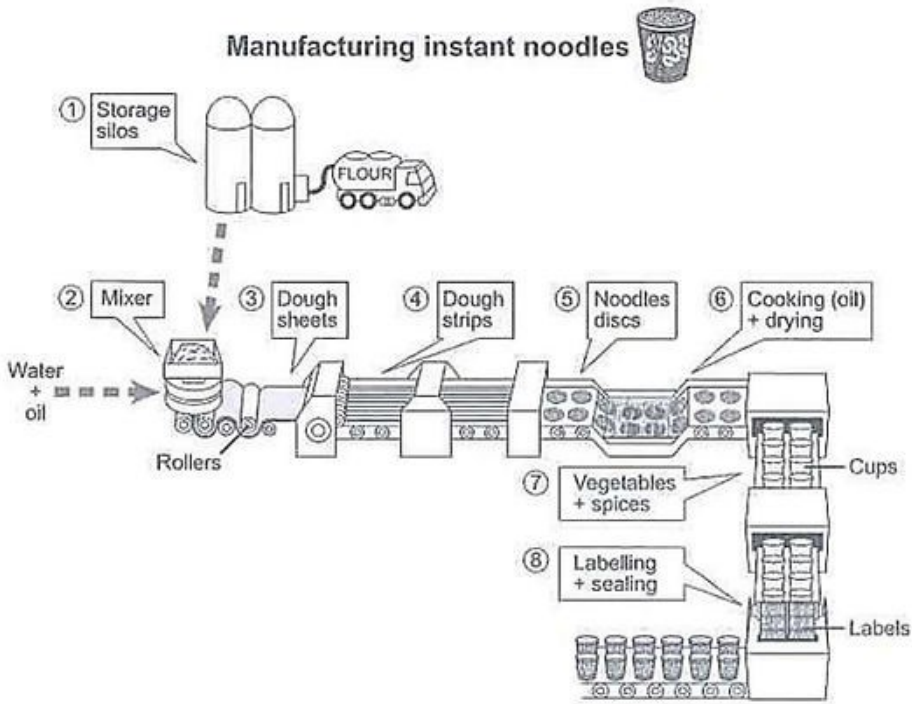 Manufacturing instant noodles
1 Storage
silos
FLOUR
2 Mixer
3 Dough
sheets
4 Dough
strips
5 Noodles
discs
6 Cooking (oil)
+ drying
Water
+
oil
Rollers
7 Vegetables
+ spices
Cups
8 Labelling
+ sealing
Labels